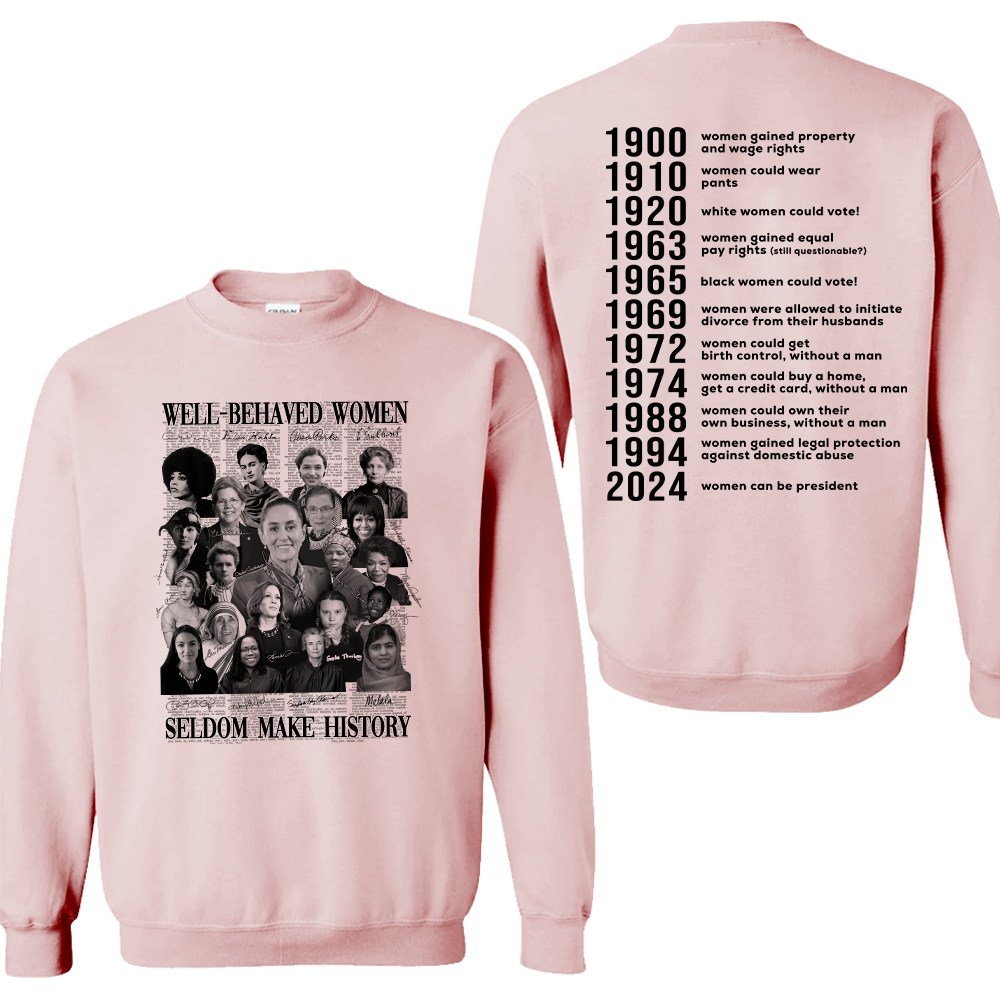 WELL-BEHAVED WOMEN
Greta Thunberg
Malala
SELDOM MAKE HISTORY
1900 women gained property
and wage rights
1910 women could wear
pants
1920 white women could vote!
1963 women gained equal
pay rights (still questionable?)
1965 black women could vote!
1969 women were allowed to initiate
divorce from their husbands
1972 women could get
birth control, without a man
1974 women could buy a home,
get a credit card, without a man
1988 women could own their
own business, without a man
1994 women gained legal protection
against domestic abuse
2024 women can be president